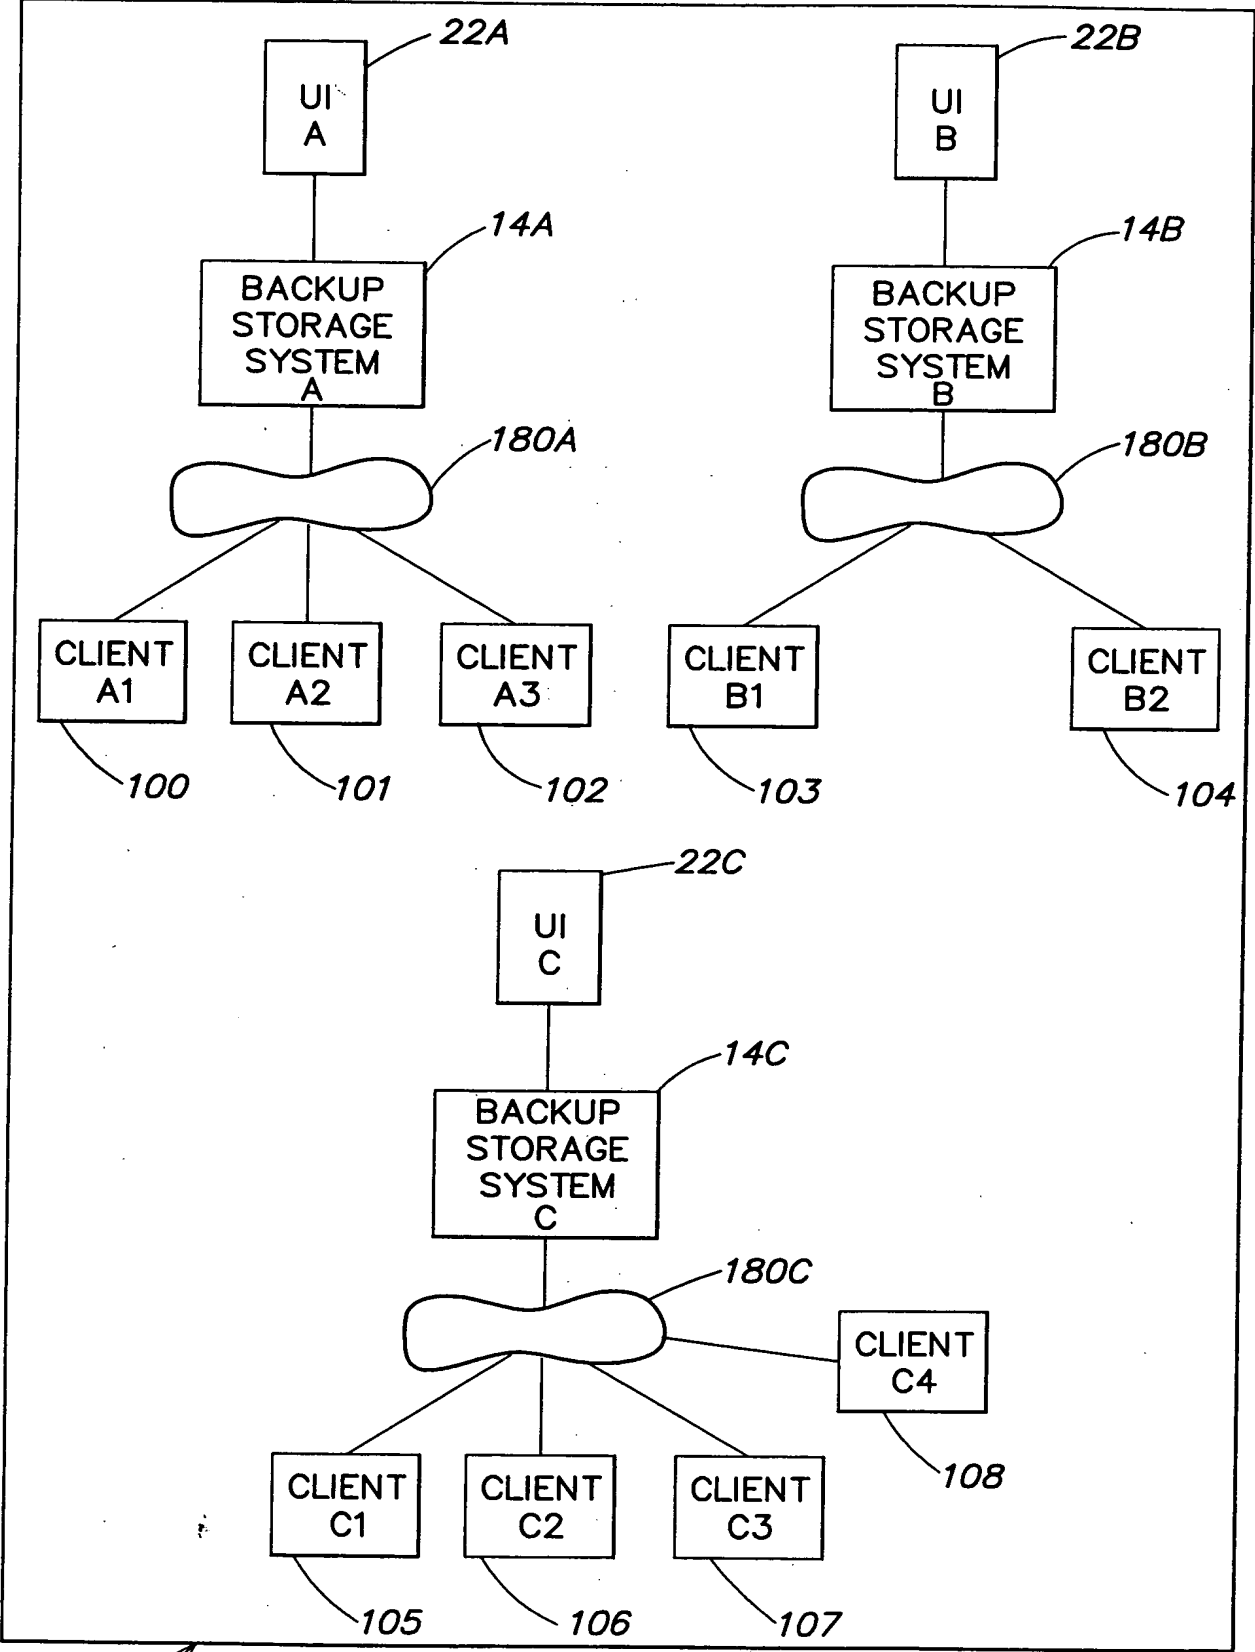 22A
UI
A
14A
BACKUP
STORAGE
SYSTEM
A
180A
CLIENT
A1
CLIENT
A2
CLIENT
A3
100
101
102
22B
UI
B
14B
BACKUP
STORAGE
SYSTEM
B
180B
CLIENT
B1
CLIENT
B2
103
104
22C
UI
C
14C
BACKUP
STORAGE
SYSTEM
C
180C
CLIENT
C4
108
CLIENT
C1
CLIENT
C2
CLIENT
C3
105
106
107